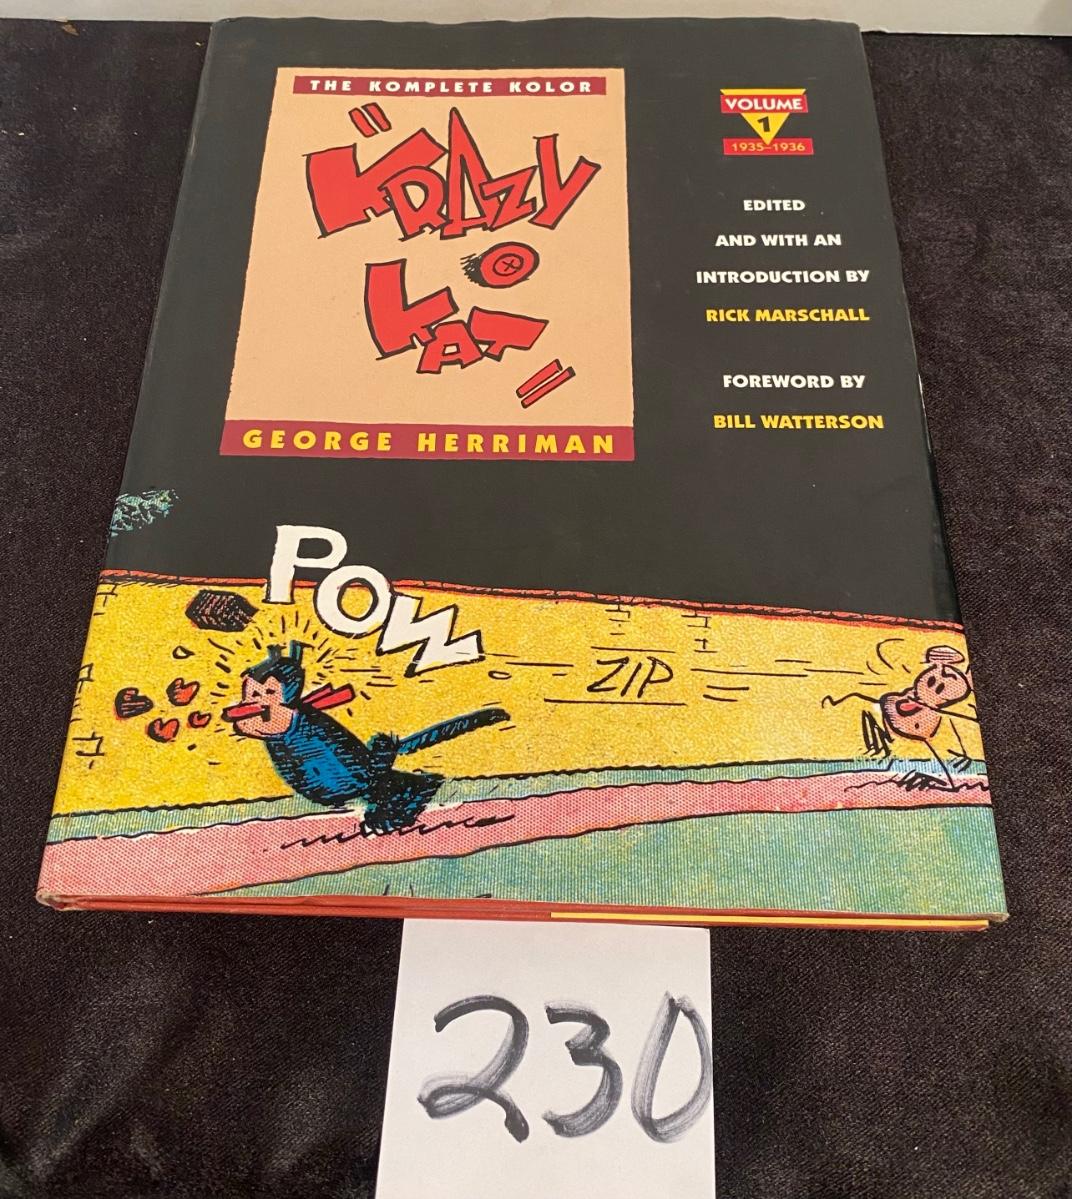 THE KOMPLETE KOLOR
"KRAZY
KAT"
GEORGE HERRIMAN
VOLUME
1
1935-1936
EDITED
AND WITH AN
INTRODUCTION BY
RICK MARSCHALL
FOREWORD BY
BILL WATTERSON
POW
ZIP
230